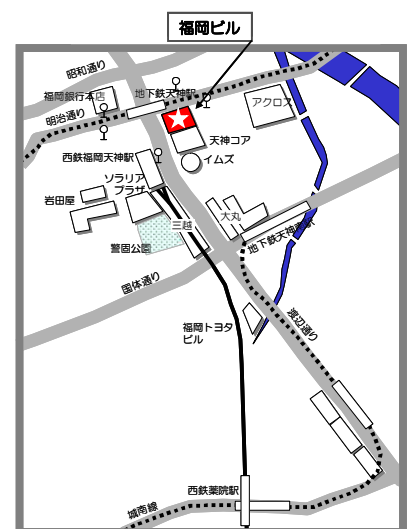 福岡ビル
昭和通り
地下鉄天神駅
福岡銀行本店
アクロス
明治通り
天神コア
西鉄福岡天神駅
イムズ
ソラリア
プラザ
岩田屋
大丸
三越
地下鉄天神南駅
警固公園
国体通り
福岡トヨタ
ビル
渡辺通り
西鉄薬院駅
城南線